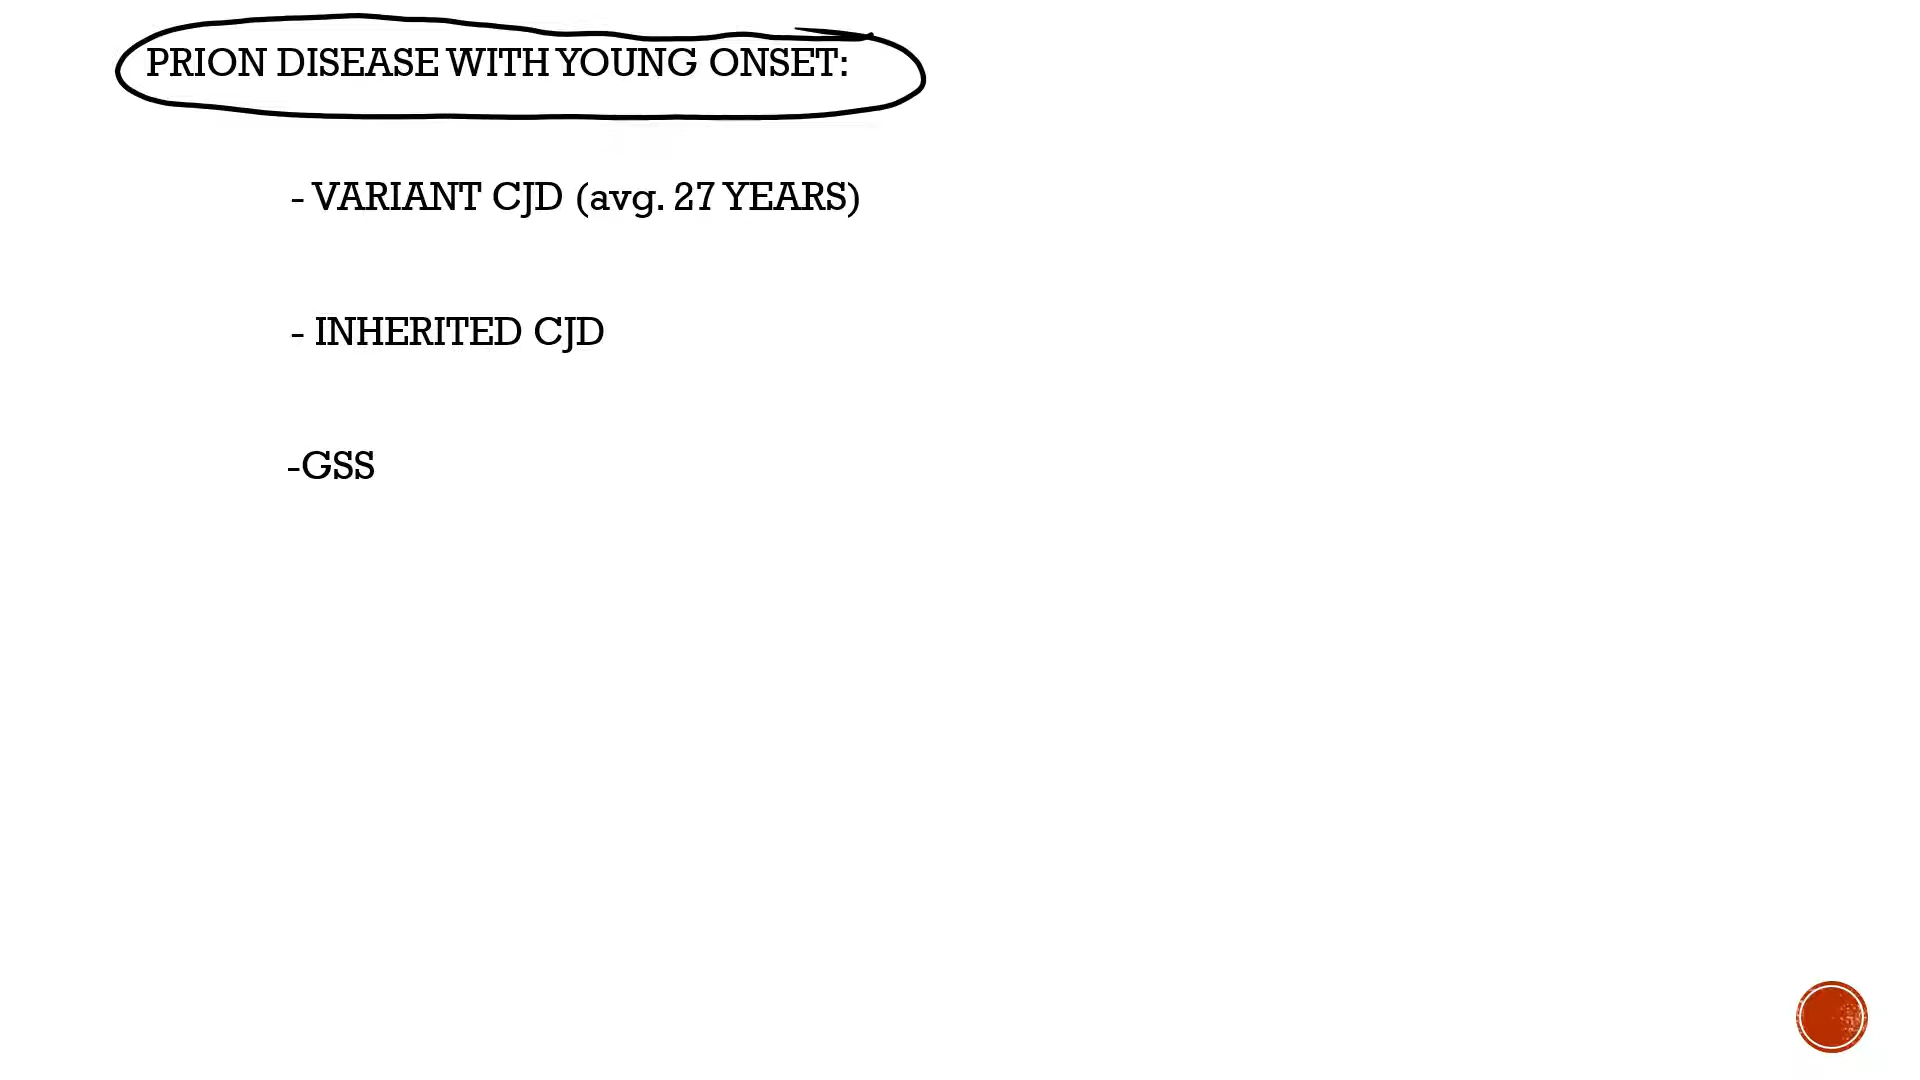 PRION DISEASE WITH YOUNG ONSET:
- VARIANT CJD (avg. 27 YEARS)
- INHERITED CJD
-GSS